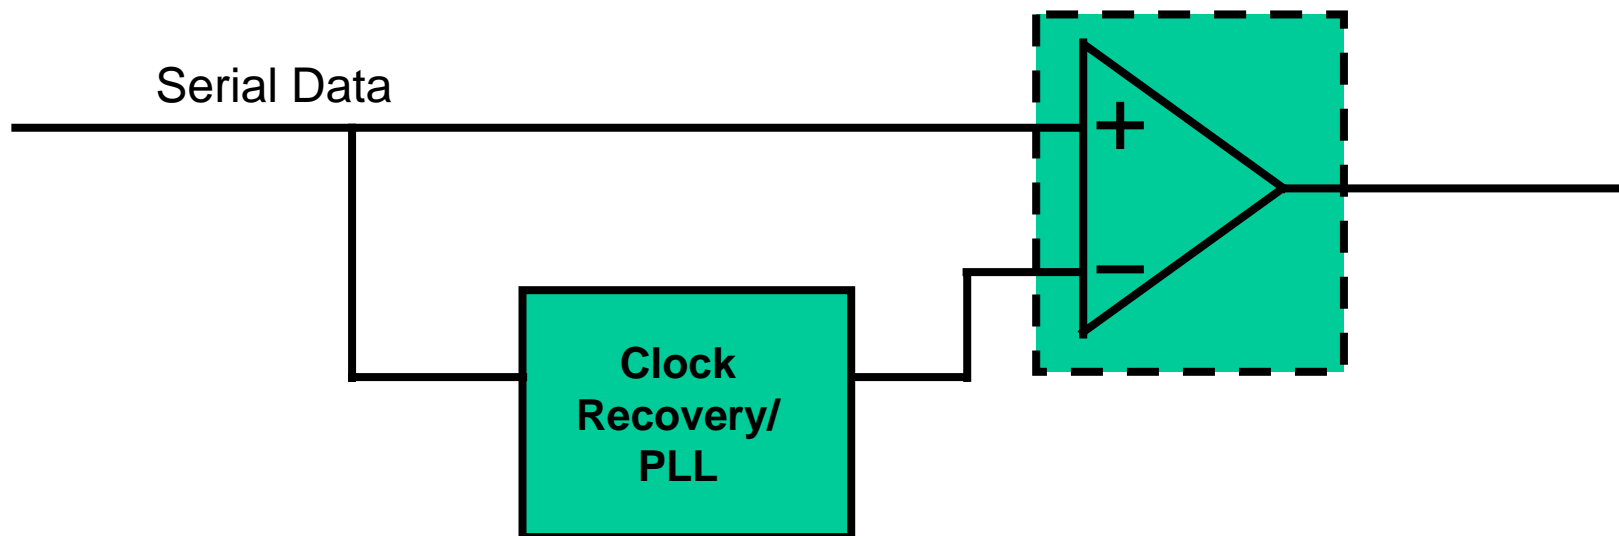 Serial Data
+
−
Clock
Recovery/
PLL